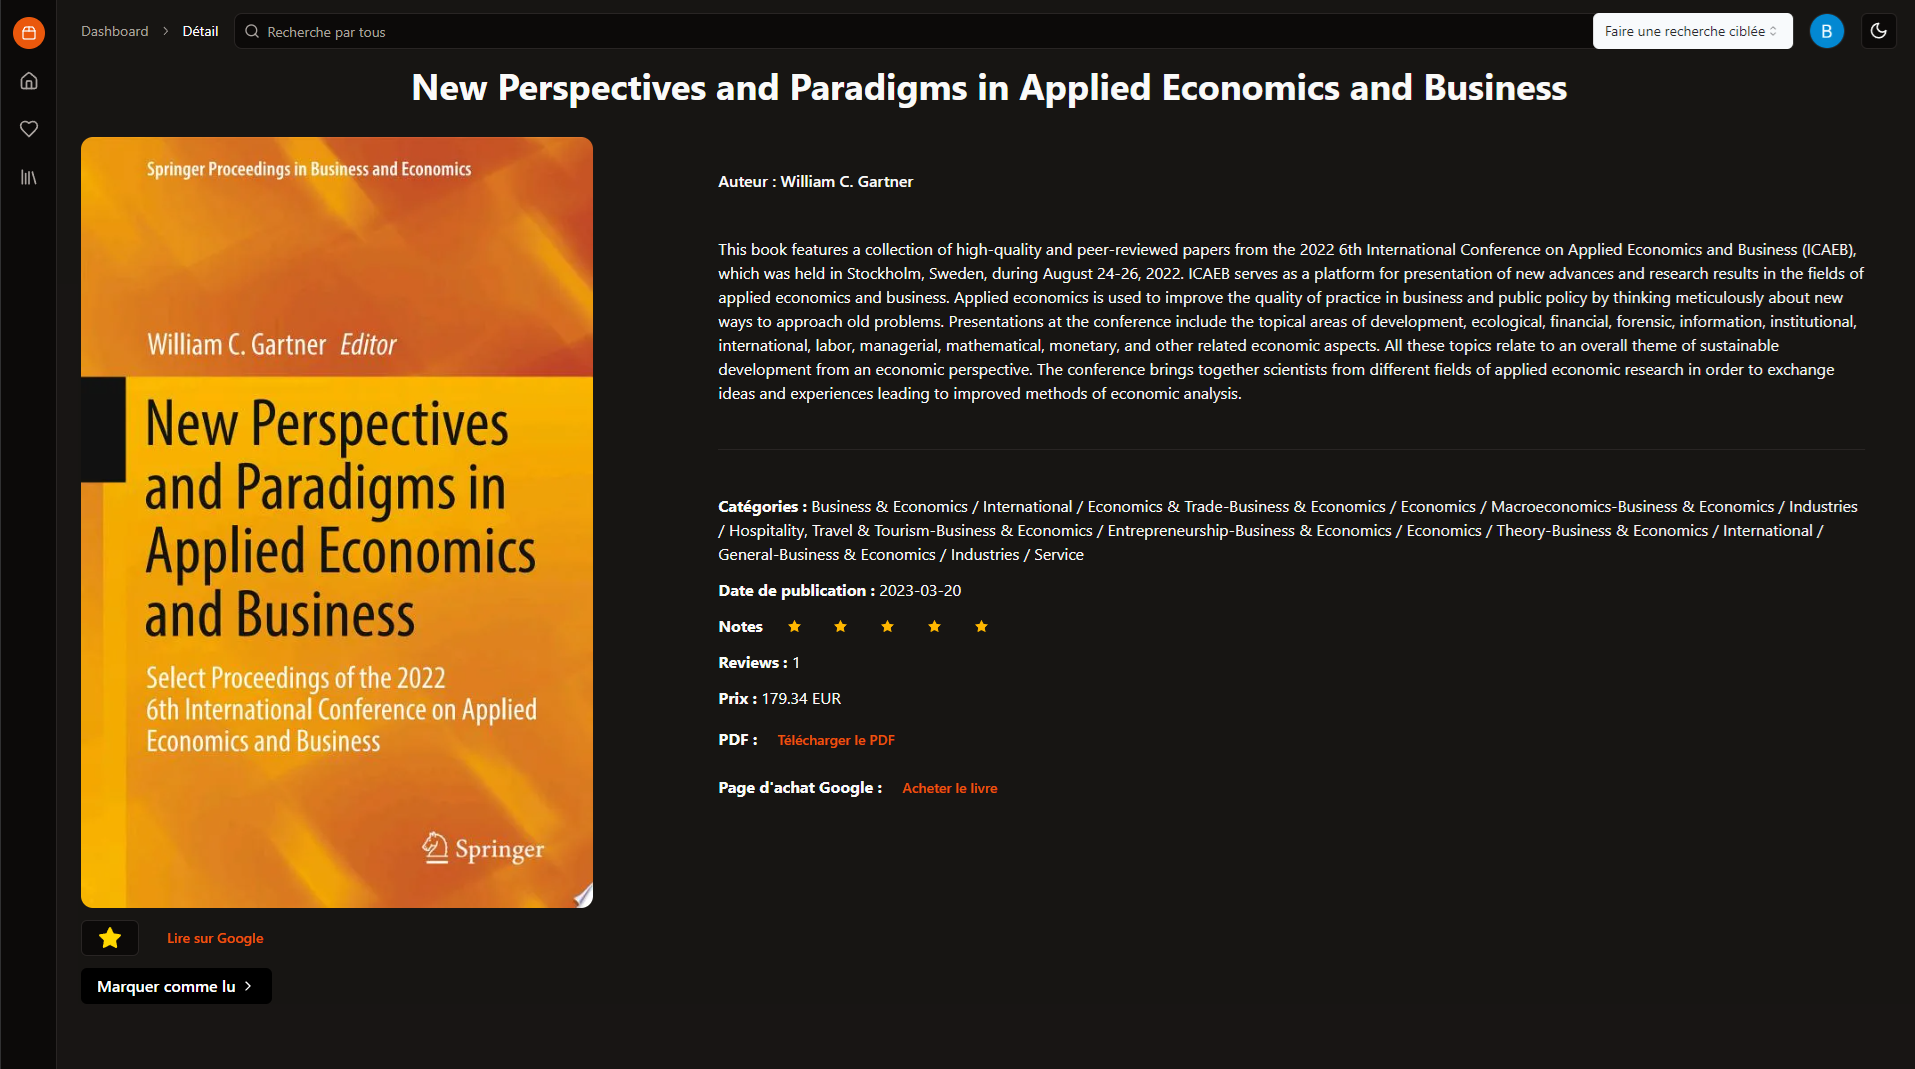 Dashboard > Détail
Recherche par tous
Faire une recherche ciblée
B
New Perspectives and Paradigms in Applied Economics and Business
Springer Proceedings in Business and Economics
William C. Gartner Editor
New Perspectives
and Paradigms in
Applied Economics
and Business
Select Proceedings of the 2022
6th International Conference on Applied
Economics and Business
Springer
Lire sur Google
Marquer comme lu >
Auteur : William C. Gartner
This book features a collection of high-quality and peer-reviewed papers from the 2022 6th International Conference on Applied Economics and Business (ICAEB),
which was held in Stockholm, Sweden, during August 24-26, 2022. ICAEB serves as a platform for presentation of new advances and research results in the fields of
applied economics and business. Applied economics is used to improve the quality of practice in business and public policy by thinking meticulously about new
ways to approach old problems. Presentations at the conference include the topical areas of development, ecological, financial, forensic, information, institutional,
international, labor, managerial, mathematical, monetary, and other related economic aspects. All these topics relate to an overall theme of sustainable
development from an economic perspective. The conference brings together scientists from different fields of applied economic research in order to exchange
ideas and experiences leading to improved methods of economic analysis.
Catégories : Business & Economics / International / Economics & Trade-Business & Economics / Economics / Macroeconomics-Business & Economics / Industries
/ Hospitality, Travel & Tourism-Business & Economics / Entrepreneurship-Business & Economics / Economics / Theory-Business & Economics / International /
General-Business & Economics / Industries / Service
Date de publication : 2023-03-20
Notes
Reviews : 1
Prix : 179.34 EUR
PDF : Télécharger le PDF
Page d'achat Google : Acheter le livre